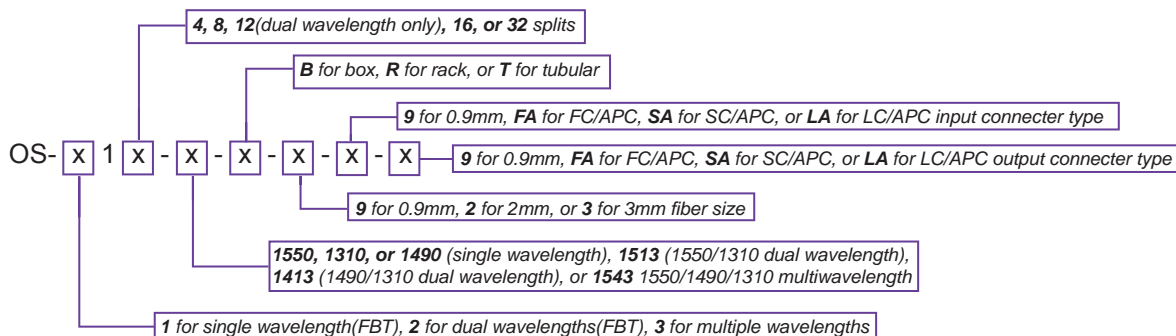 4, 8, 12(dual wavelength only), 16, or 32 splits
B for box, R for rack, or T for tubular
9 for 0.9mm, FA for FC/APC, SA for SC/APC, or LA for LC/APC input connecter type
OS- x 1 x - x - x - x - x - x
9 for 0.9mm, FA for FC/APC, SA for SC/APC, or LA for LC/APC output connecter type
9 for 0.9mm, 2 for 2mm, or 3 for 3mm fiber size
1550, 1310, or 1490 (single wavelength), 1513 (1550/1310 dual wavelength),
1413 (1490/1310 dual wavelength), or 1543 1550/1490/1310 multiwavelength
1 for single wavelength(FBT), 2 for dual wavelengths(FBT), 3 for multiple wavelengths